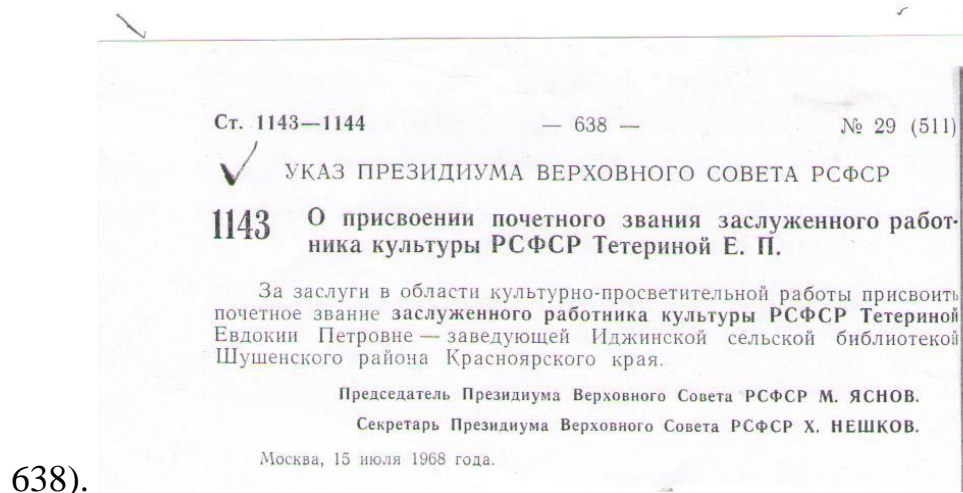 Ст. 1143—1144 — 638 — № 29 (511)
УКАЗ ПРЕЗИДИУМА ВЕРХОВНОГО СОВЕТА РСФСР
1143 О присвоении почетного звания заслуженного работ-
ника культуры РСФСР Тетериной Е. П.
За заслуги в области культурно-просветительной работы присвоить
почетное звание заслуженного работника культуры РСФСР Тетериной
Евдокии Петровне — заведующей Иджинской сельской библиотекой
Шушенского района Красноярского края.
Председатель Президиума Верховного Совета РСФСР М. ЯСНОВ.
Секретарь Президиума Верховного Совета РСФСР Х. НЕШКОВ.
Москва, 15 июля 1968 года.
638).